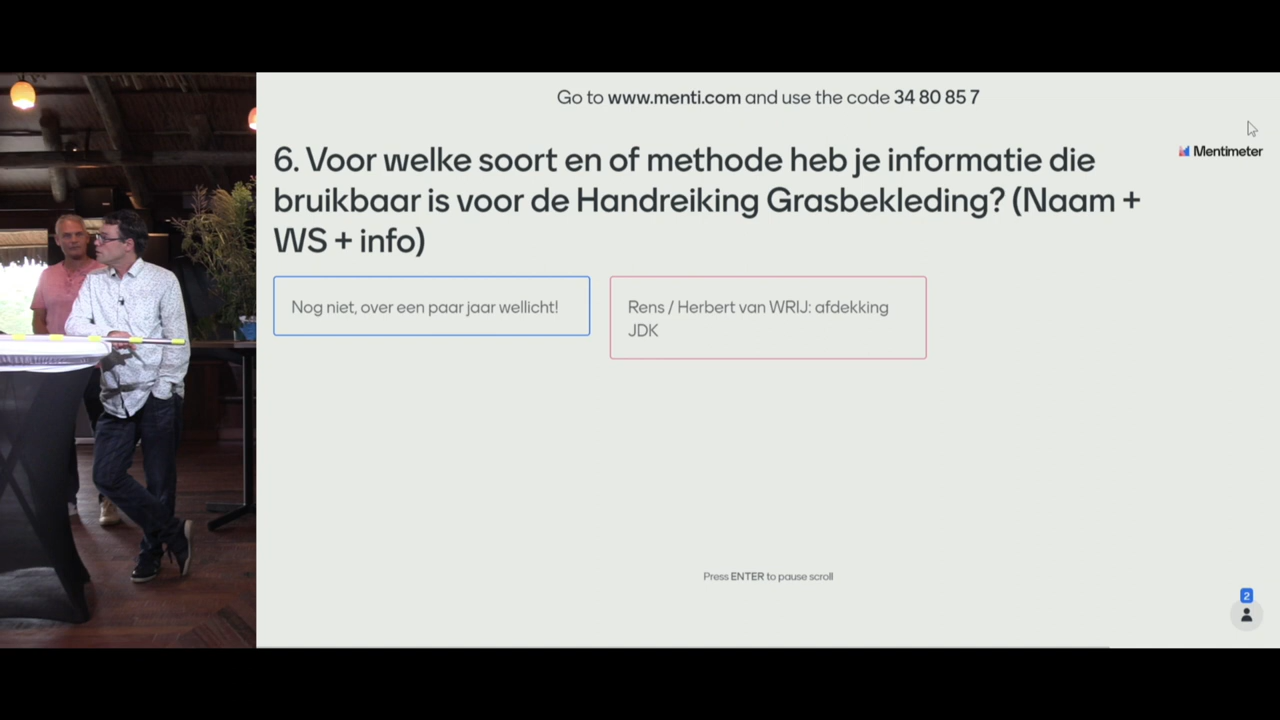 Go to www.menti.com and use the code 34 80 85 7
Mentimeter
6. Voor welke soort en of methode heb je informatie die
bruikbaar is voor de Handreiking Grasbekleding? (Naam +
WS + info)
Nog niet, over een paar jaar wellicht!
Rens / Herbert van WRIJ: afdekking
JDK
Press ENTER to pause scroll
2